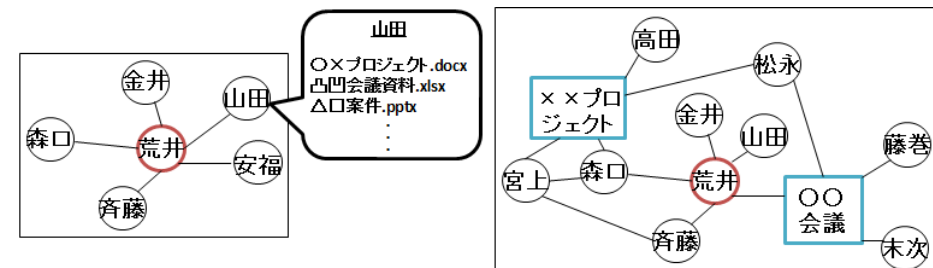 山田
〇×プロジェクト.docx
凸凹会議資料.xlsx
△口案件.pptx
⋮
金井
山田
森口
荒井
安福
斉藤
高田
松永
××プロ
ジェクト
金井
山田
藤巻
宮上
森口
荒井
〇〇
会議
斉藤
末次